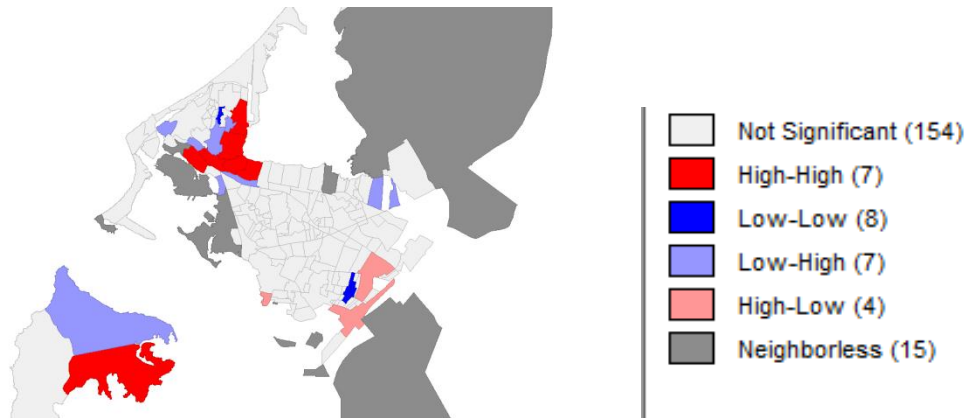 Not Significant (154)
High-High (7)
Low-Low (8)
Low-High (7)
High-Low (4)
Neighborless (15)